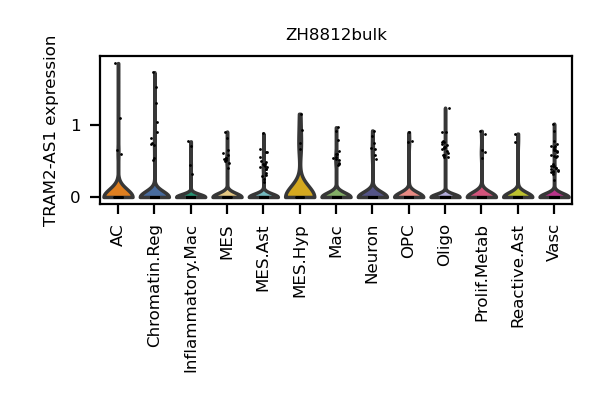 ZH8812bulk
TRAM2-AS1 expression
1
0
AC
Chromatin.Reg
Inflammatory.Mac
MES
MES.Ast
MES.Hyp
Mac
Neuron
OPC
Oligo
Prolif.Metab
Reactive.Ast
Vasc